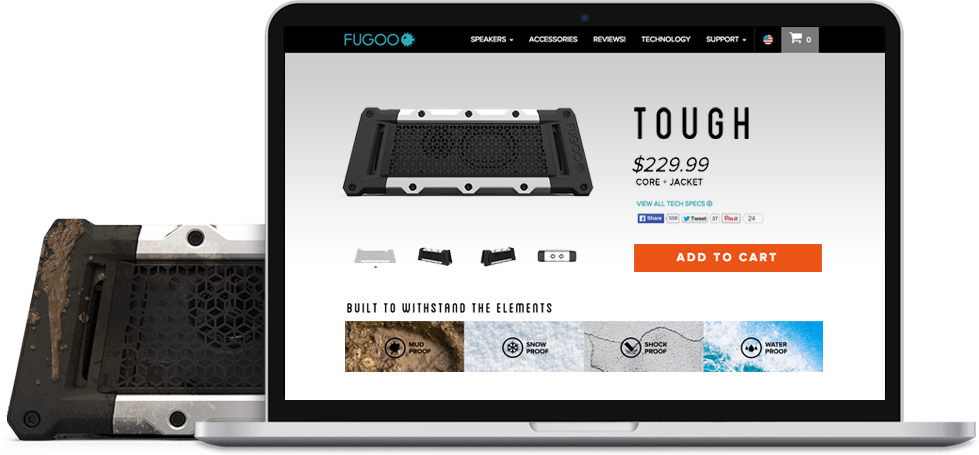 FUGOO
SPEAKERS ACCESSORIES REVIEWS! TECHNOLOGY SUPPORT 0
TOUGH
$229.99
CORE + JACKET
VIEW ALL TECH SPECS
Share 556 Tweet 37 Pin it 24
ADD TO CART
BUILT TO WITHSTAND THE ELEMENTS
MUD PROOF
SNOW PROOF
SHOCK PROOF
WATER PROOF